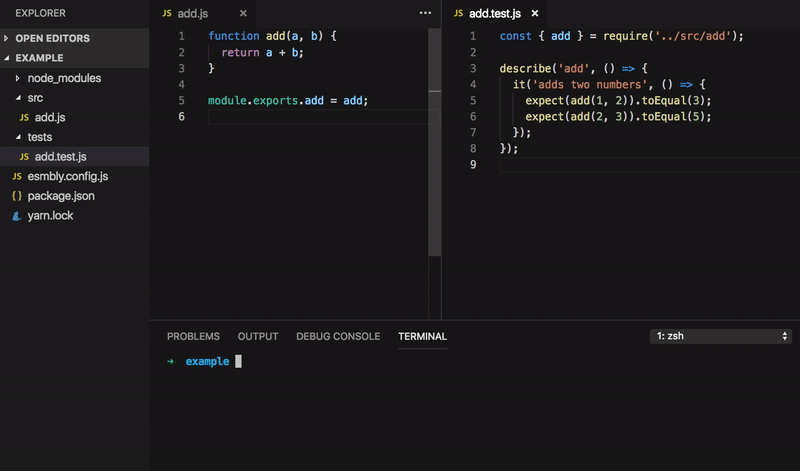 EXPLORER
OPEN EDITORS
EXAMPLE
node_modules
src
JS add.js
tests
JS add.test.js
JS esmbly.config.js
{} package.json
yarn.lock
JS add.js ×
1 function add(a, b) {
2 return a + b;
3 }
4
5 module.exports.add = add;
6
JS add.test.js ×
1 const { add } = require('../src/add');
2
3 describe('add', () => {
4 it('adds two numbers', () => {
5 expect(add(1, 2)).toEqual(3);
6 expect(add(2, 3)).toEqual(5);
7 });
8 });
9
PROBLEMS OUTPUT DEBUG CONSOLE TERMINAL 1: zsh
→ example